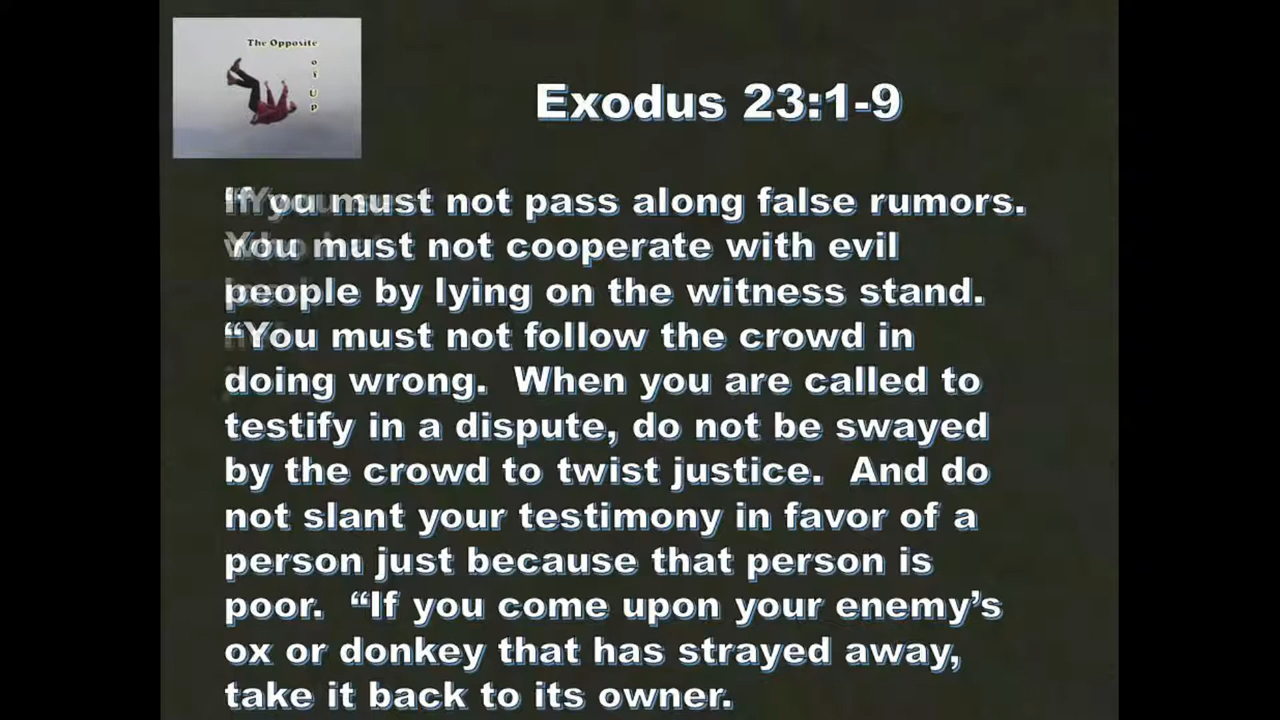 The Opposite
of
Up
Exodus 23:1-9
“You must not pass along false rumors.
You must not cooperate with evil
people by lying on the witness stand.
“You must not follow the crowd in
doing wrong. When you are called to
testify in a dispute, do not be swayed
by the crowd to twist justice. And do
not slant your testimony in favor of a
person just because that person is
poor. “If you come upon your enemy’s
ox or donkey that has strayed away,
take it back to its owner.